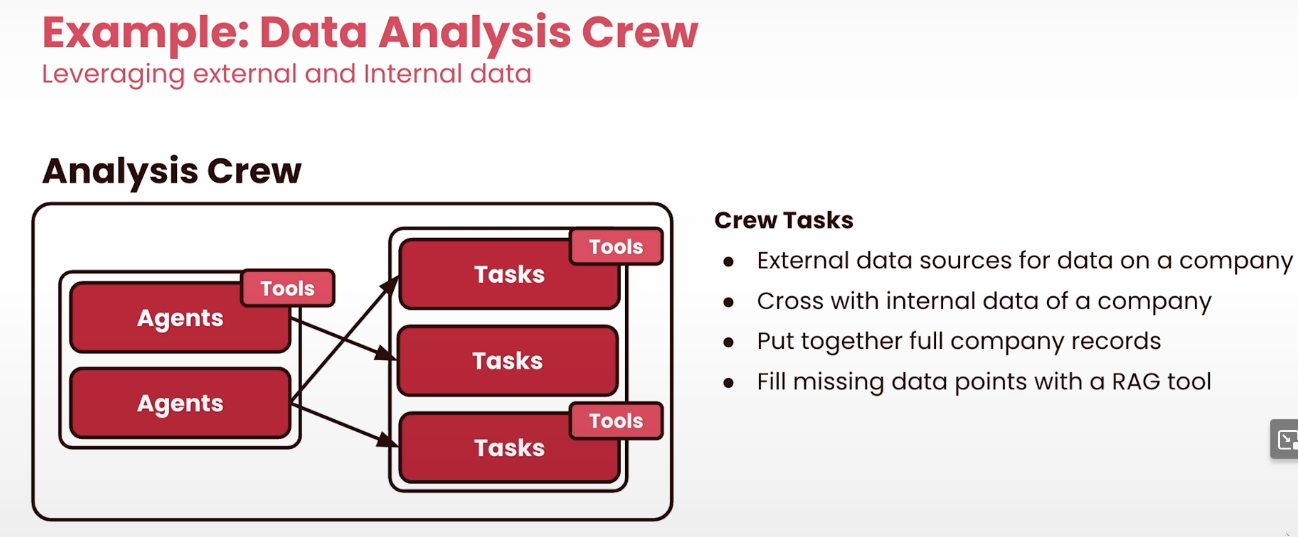 Example: Data Analysis Crew
Leveraging external and Internal data
Analysis Crew
Tools
Agents
Agents
Tools
Tasks
Tasks
Tools
Tasks
Crew Tasks
● External data sources for data on a company
● Cross with internal data of a company
● Put together full company records
● Fill missing data points with a RAG tool